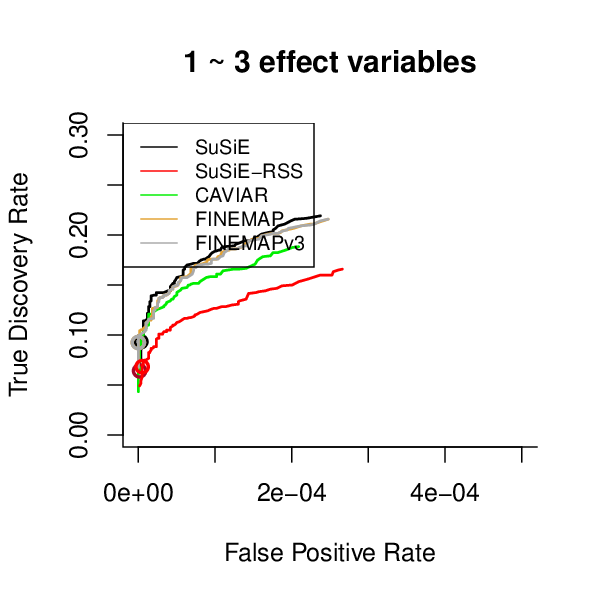 1 ~ 3 effect variables
True Discovery Rate
0.30
0.20
0.10
0.00
SuSiE
SuSiE−RSS
CAVIAR
FINEMAP
FINEMAPv3
0e+00
2e−04
4e−04
False Positive Rate